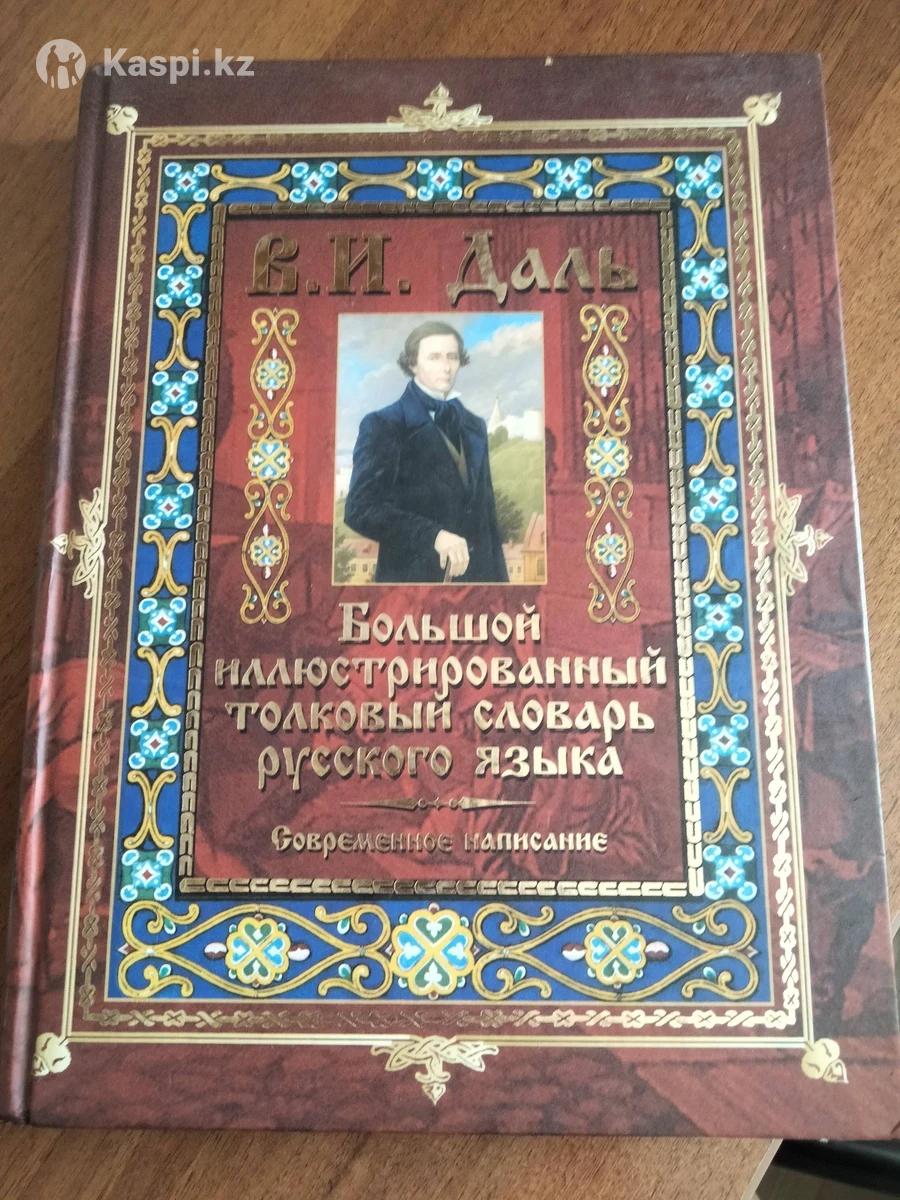 Kaspi.kz
В.И. Даль
Большой
иллюстрированный
толковый словарь
русского языка
Современное написание